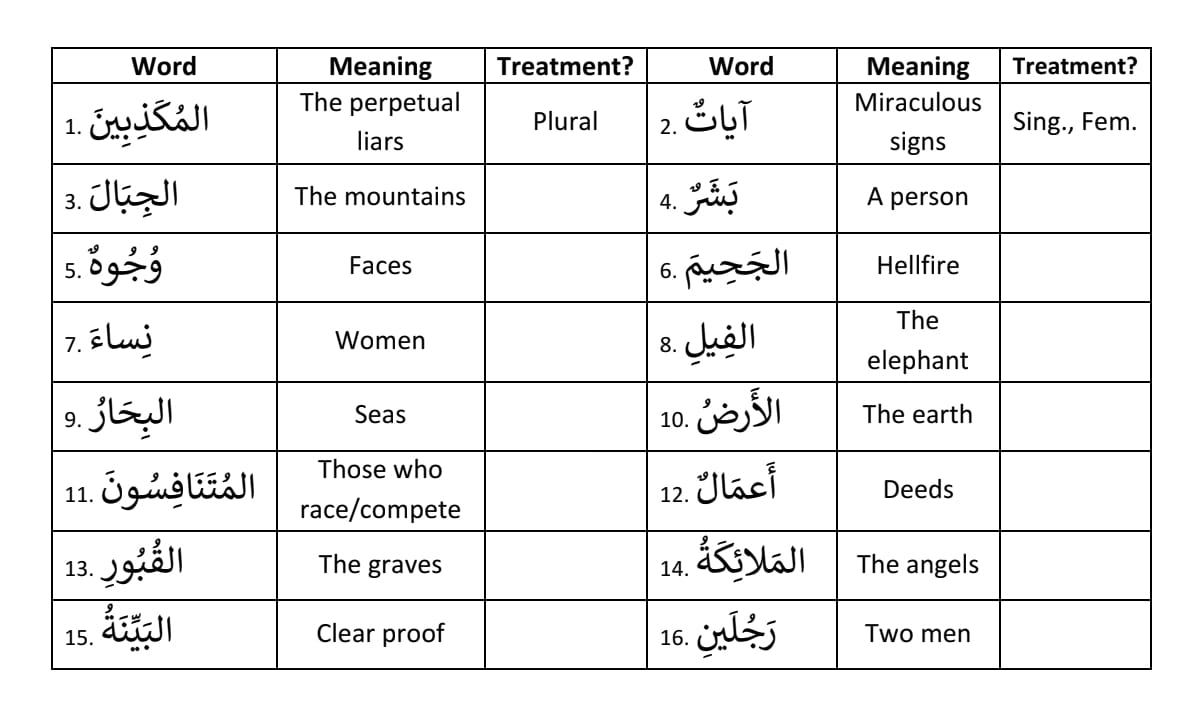 Word Meaning Treatment? Word Meaning Treatment?
1. المُكَذِبِينَ The perpetual liars Plural 2. آياتٌ Miraculous signs Sing., Fem.
3. الجِبَالَ The mountains 4. بَشَرٌ A person
5. وُجُوهٌ Faces 6. الجَحِيمَ Hellfire
7. نِساءَ Women 8. الفِيلِ The elephant
9. البِحَارُ Seas 10. الأَرضُ The earth
11. المُتَنَافِسُونَ Those who race/compete 12. أَعمَالٌ Deeds
13. القُبُورِ The graves 14. المَلائِكَةُ The angels
15. البَيِّنَةُ Clear proof 16. رَجُلَينِ Two men